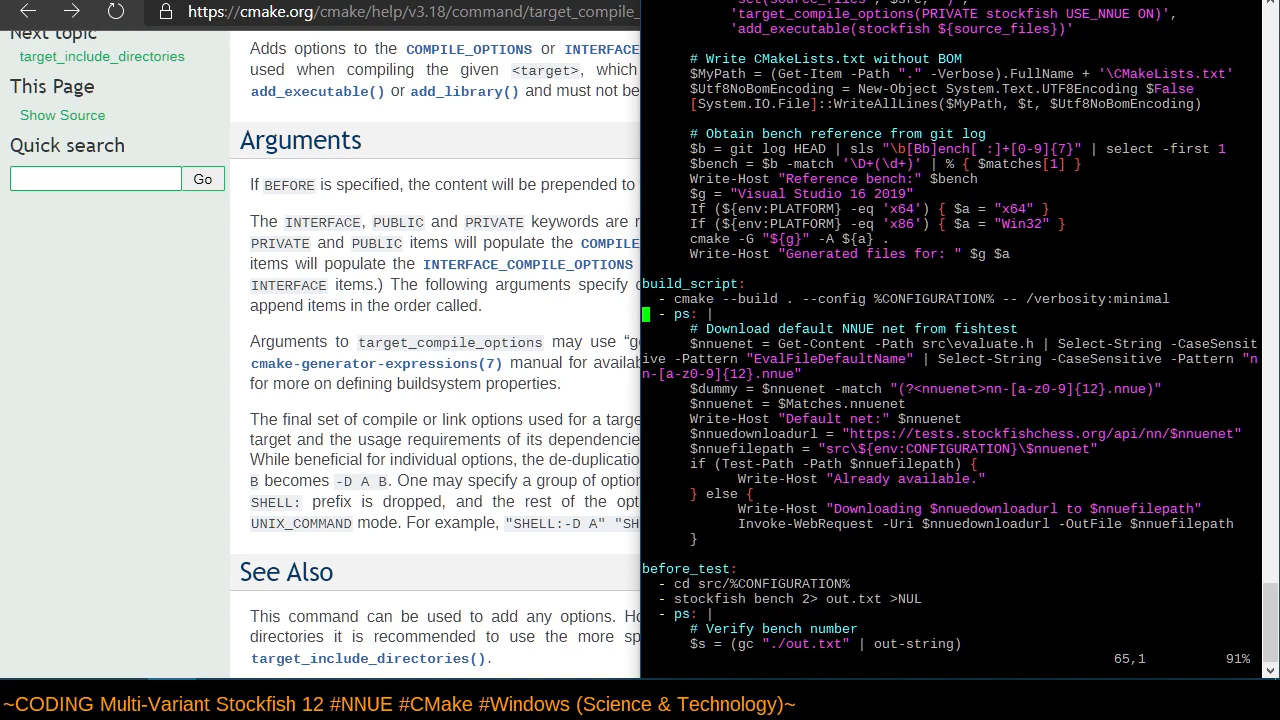 https://cmake.org/cmake/help/v3.18/command/target_compile_
Next topic
target_include_directories
This Page
Show Source
Quick search
Go
Adds options to the COMPILE_OPTIONS or INTERFACE
used when compiling the given <target>, which
add_executable() or add_library() and must not be
Arguments
If BEFORE is specified, the content will be prepended to
The INTERFACE, PUBLIC and PRIVATE keywords are r
PRIVATE and PUBLIC items will populate the COMPILE
items will populate the INTERFACE_COMPILE_OPTIONS
INTERFACE items.) The following arguments specify c
append items in the order called.
Arguments to target_compile_options may use “ge
cmake-generator-expressions(7) manual for availab
for more on defining buildsystem properties.
The final set of compile or link options used for a targe
target and the usage requirements of its dependencie
While beneficial for individual options, the de-duplicatio
B becomes -D A B. One may specify a group of option
SHELL: prefix is dropped, and the rest of the opt
UNIX_COMMAND mode. For example, "SHELL:-D A" "SH
See Also
This command can be used to add any options. Ho
directories it is recommended to use the more sp
target_include_directories().
'set(source_files', $src, ')',
'target_compile_options(PRIVATE stockfish USE_NNUE ON)',
'add_executable(stockfish ${source_files})'
# Write CMakeLists.txt without BOM
$MyPath = (Get-Item -Path "." -Verbose).FullName + '\CMakeLists.txt'
$Utf8NoBomEncoding = New-Object System.Text.UTF8Encoding $False
[System.IO.File]::WriteAllLines($MyPath, $t, $Utf8NoBomEncoding)
# Obtain bench reference from git log
$b = git log HEAD | sls "\b[Bb]ench[ :]+[0-9]{7}" | select -first 1
$bench = $b -match '\D+(\d+)' | % { $matches[1] }
Write-Host "Reference bench:" $bench
$g = "Visual Studio 16 2019"
If (${env:PLATFORM} -eq 'x64') { $a = "x64" }
If (${env:PLATFORM} -eq 'x86') { $a = "Win32" }
cmake -G "${g}" -A ${a} .
Write-Host "Generated files for: " $g $a
build_script:
- cmake --build . --config %CONFIGURATION% -- /verbosity:minimal
- ps: |
# Download default NNUE net from fishtest
$nnuenet = Get-Content -Path src\evaluate.h | Select-String -CaseSensit
ive -Pattern "EvalFileDefaultName" | Select-String -CaseSensitive -Pattern "n
n-[a-z0-9]{12}.nnue"
$dummy = $nnuenet -match "(?<nnuenet>nn-[a-z0-9]{12}.nnue)"
$nnuenet = $Matches.nnuenet
Write-Host "Default net:" $nnuenet
$nnuedownloadurl = "https://tests.stockfishchess.org/api/nn/$nnuenet"
$nnuefilepath = "src\${env:CONFIGURATION}\$nnuenet"
if (Test-Path -Path $nnuefilepath) {
Write-Host "Already available."
} else {
Write-Host "Downloading $nnuedownloadurl to $nnuefilepath"
Invoke-WebRequest -Uri $nnuedownloadurl -OutFile $nnuefilepath
}
before_test:
- cd src/%CONFIGURATION%
- stockfish bench 2> out.txt >NUL
- ps: |
# Verify bench number
$s = (gc "./out.txt" | out-string)
65,1 91%
~CODING Multi-Variant Stockfish 12 #NNUE #CMake #Windows (Science & Technology)~